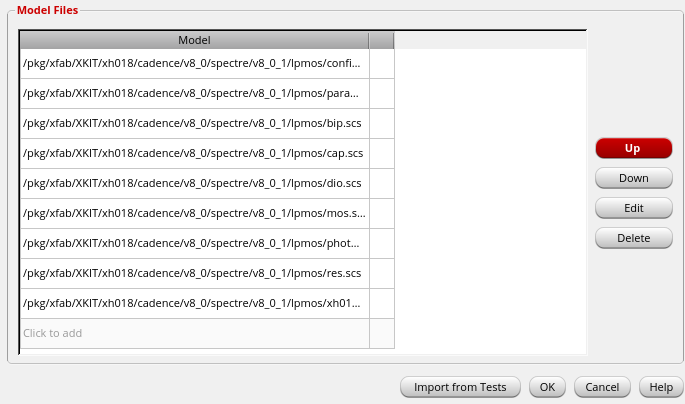 Model Files
Model
/pkg/xfab/XKIT/xh018/cadence/v8_0/spectre/v8_0_1/lpmos/confi...
/pkg/xfab/XKIT/xh018/cadence/v8_0/spectre/v8_0_1/lpmos/para...
/pkg/xfab/XKIT/xh018/cadence/v8_0/spectre/v8_0_1/lpmos/bip.scs
/pkg/xfab/XKIT/xh018/cadence/v8_0/spectre/v8_0_1/lpmos/cap.scs
/pkg/xfab/XKIT/xh018/cadence/v8_0/spectre/v8_0_1/lpmos/dio.scs
/pkg/xfab/XKIT/xh018/cadence/v8_0/spectre/v8_0_1/lpmos/mos.s...
/pkg/xfab/XKIT/xh018/cadence/v8_0/spectre/v8_0_1/lpmos/phot...
/pkg/xfab/XKIT/xh018/cadence/v8_0/spectre/v8_0_1/lpmos/res.scs
/pkg/xfab/XKIT/xh018/cadence/v8_0/spectre/v8_0_1/lpmos/xh01...
Click to add
Up
Down
Edit
Delete
Import from Tests OK Cancel Help